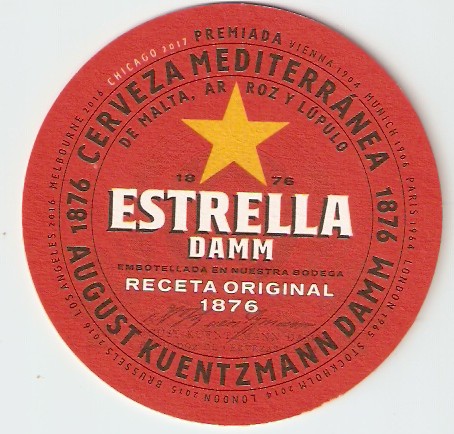 PREMIADA VIENNA 1904 MUNICH 1906 PARIS 1964 LONDON 1965 STOCKHOLM 2014 LONDON 2015 BRUSSELS 2016 LOS ANGELES 2016 MELBOURNE 2016 CHICAGO 2017
1876 CERVEZA MEDITERRÁNEA 1876
AUGUST KUENTZMANN DAMM
DE MALTA, ARROZ Y LÚPULO
18 76
ESTRELLA
DAMM
EMBOTELLADA EN NUESTRA BODEGA
RECETA ORIGINAL
1876